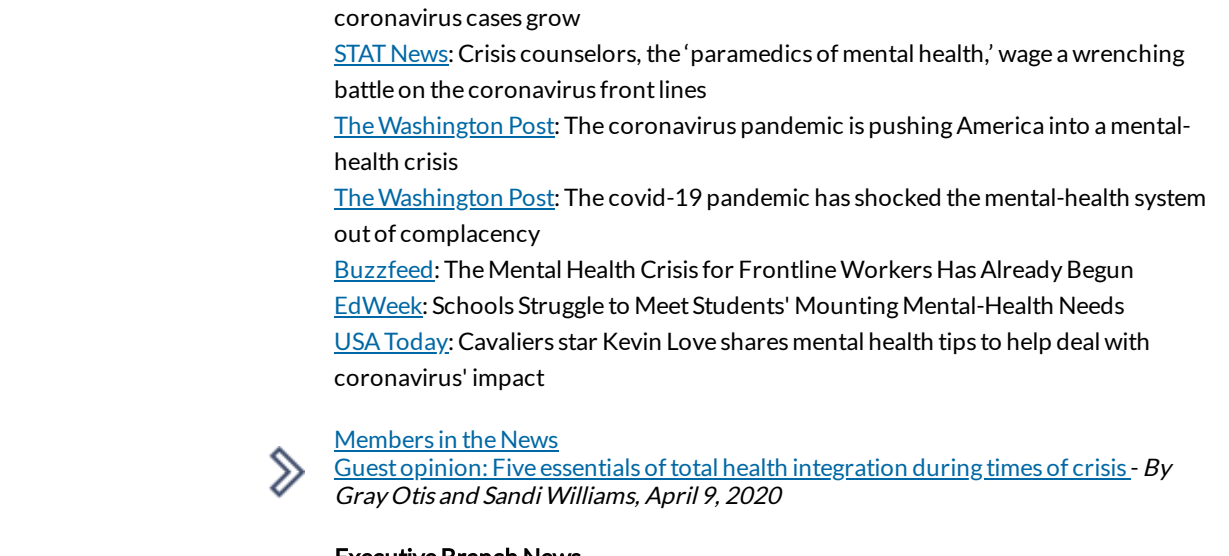 coronavirus cases grow
STAT News: Crisis counselors, the ‘paramedics of mental health,’ wage a wrenching
battle on the coronavirus front lines
The Washington Post: The coronavirus pandemic is pushing America into a mental-
health crisis
The Washington Post: The covid-19 pandemic has shocked the mental-health system
out of complacency
Buzzfeed: The Mental Health Crisis for Frontline Workers Has Already Begun
EdWeek: Schools Struggle to Meet Students' Mounting Mental-Health Needs
USA Today: Cavaliers star Kevin Love shares mental health tips to help deal with
coronavirus' impact
Members in the News
Guest opinion: Five essentials of total health integration during times of crisis - By
Gray Otis and Sandi Williams, April 9, 2020
Executive Branch News